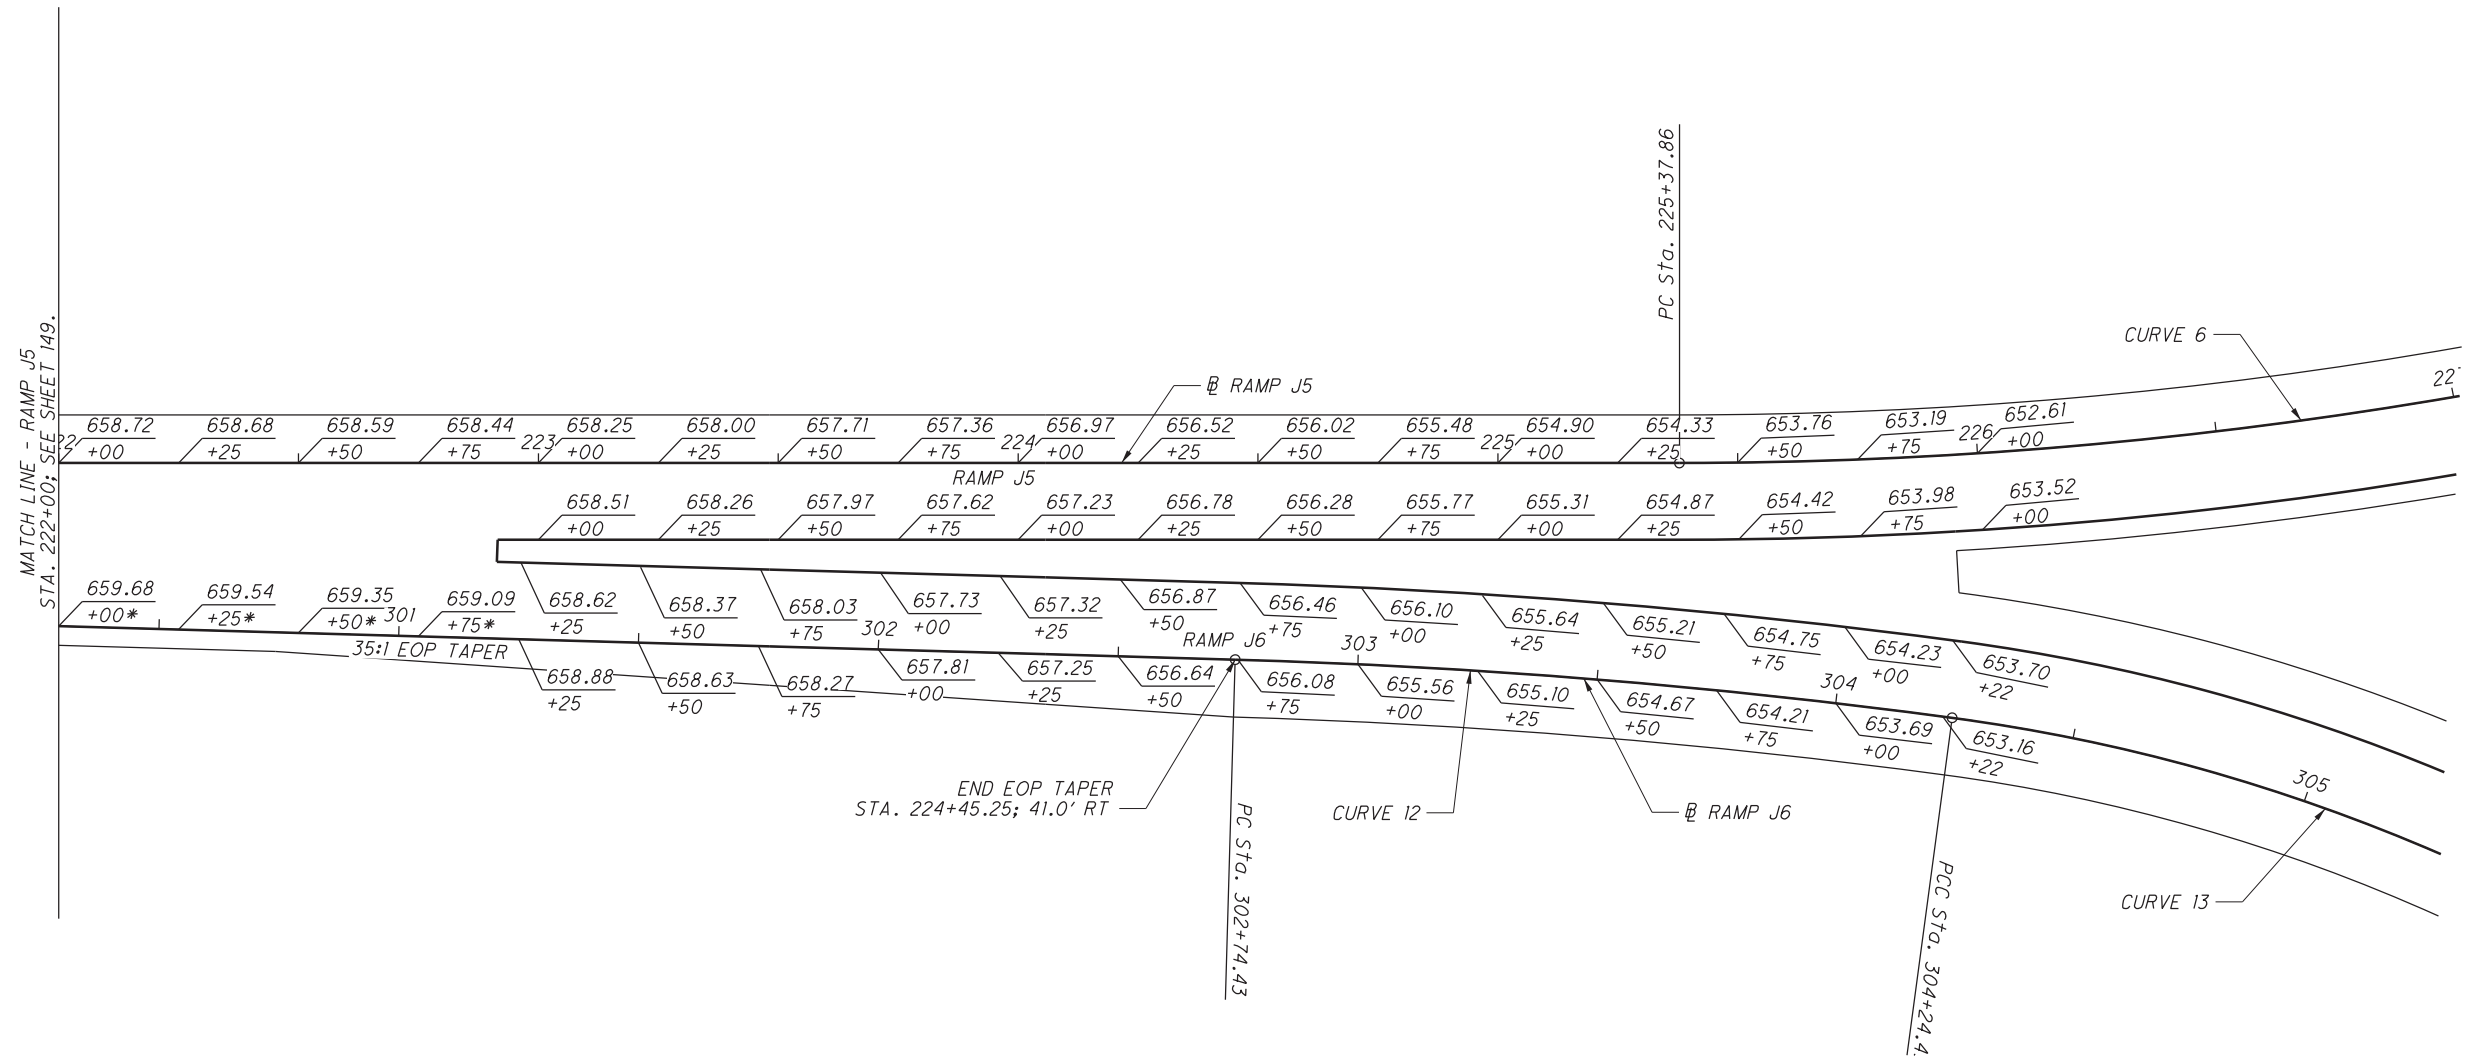 MATCH LINE - RAMP J5
STA. 222+00; SEE SHEET 149.
PC Sta. 225+37.86
CURVE 6
℄ RAMP J5
658.72 658.68 658.59 658.44 658.25 658.00 657.71 657.36 656.97 656.52 656.02 655.48 654.90 654.33 653.76 653.19 652.61
223 224 225 226
+00 +25 +50 +75 +00 +25 +50 +75 +00 +25 +50 +75 +00 +25 +50 +75 +00
RAMP J5
658.51 658.26 657.97 657.62 657.23 656.78 656.28 655.77 655.31 654.87 654.42 653.98 653.52
+00 +25 +50 +75 +00 +25 +50 +75 +00 +25 +50 +75 +00
659.68 659.54 659.35 659.09
+00* +25* +50* 301 +75*
658.62 658.37 658.03 657.73 657.32 656.87 656.46 656.10 655.64 655.21 654.75 654.23 653.70
+25 +50 +75 +00 +25 +50 +75 +00 +25 +50 +75 +00 +22
302 RAMP J6 303 304 305
35:1 EOP TAPER
658.88 658.63 658.27 657.81 657.25 656.64 656.08 655.56 655.10 654.67 654.21 653.69 653.16
+25 +50 +75 +00 +25 +50 +75 +00 +25 +50 +75 +00 +22
END EOP TAPER
STA. 224+45.25; 41.0' RT
CURVE 12
RAMP J6
PC Sta. 302+74.43
PCC Sta. 304+24.4
CURVE 13